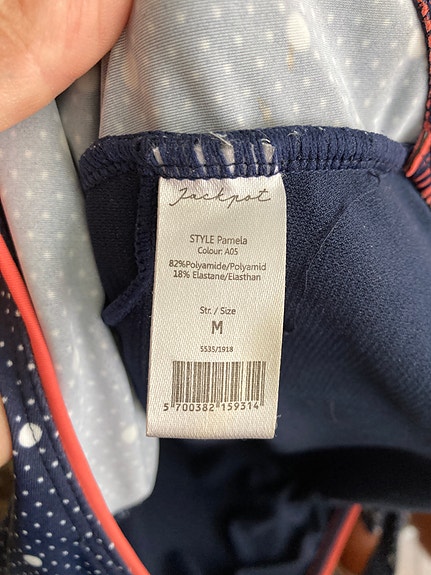 Jackpot
STYLE Pamela
Colour: A05
82%Polyamide/Polyamid
18% Elastane/Elasthan
Str. / Size
M
5535/1918
5 700382 159314